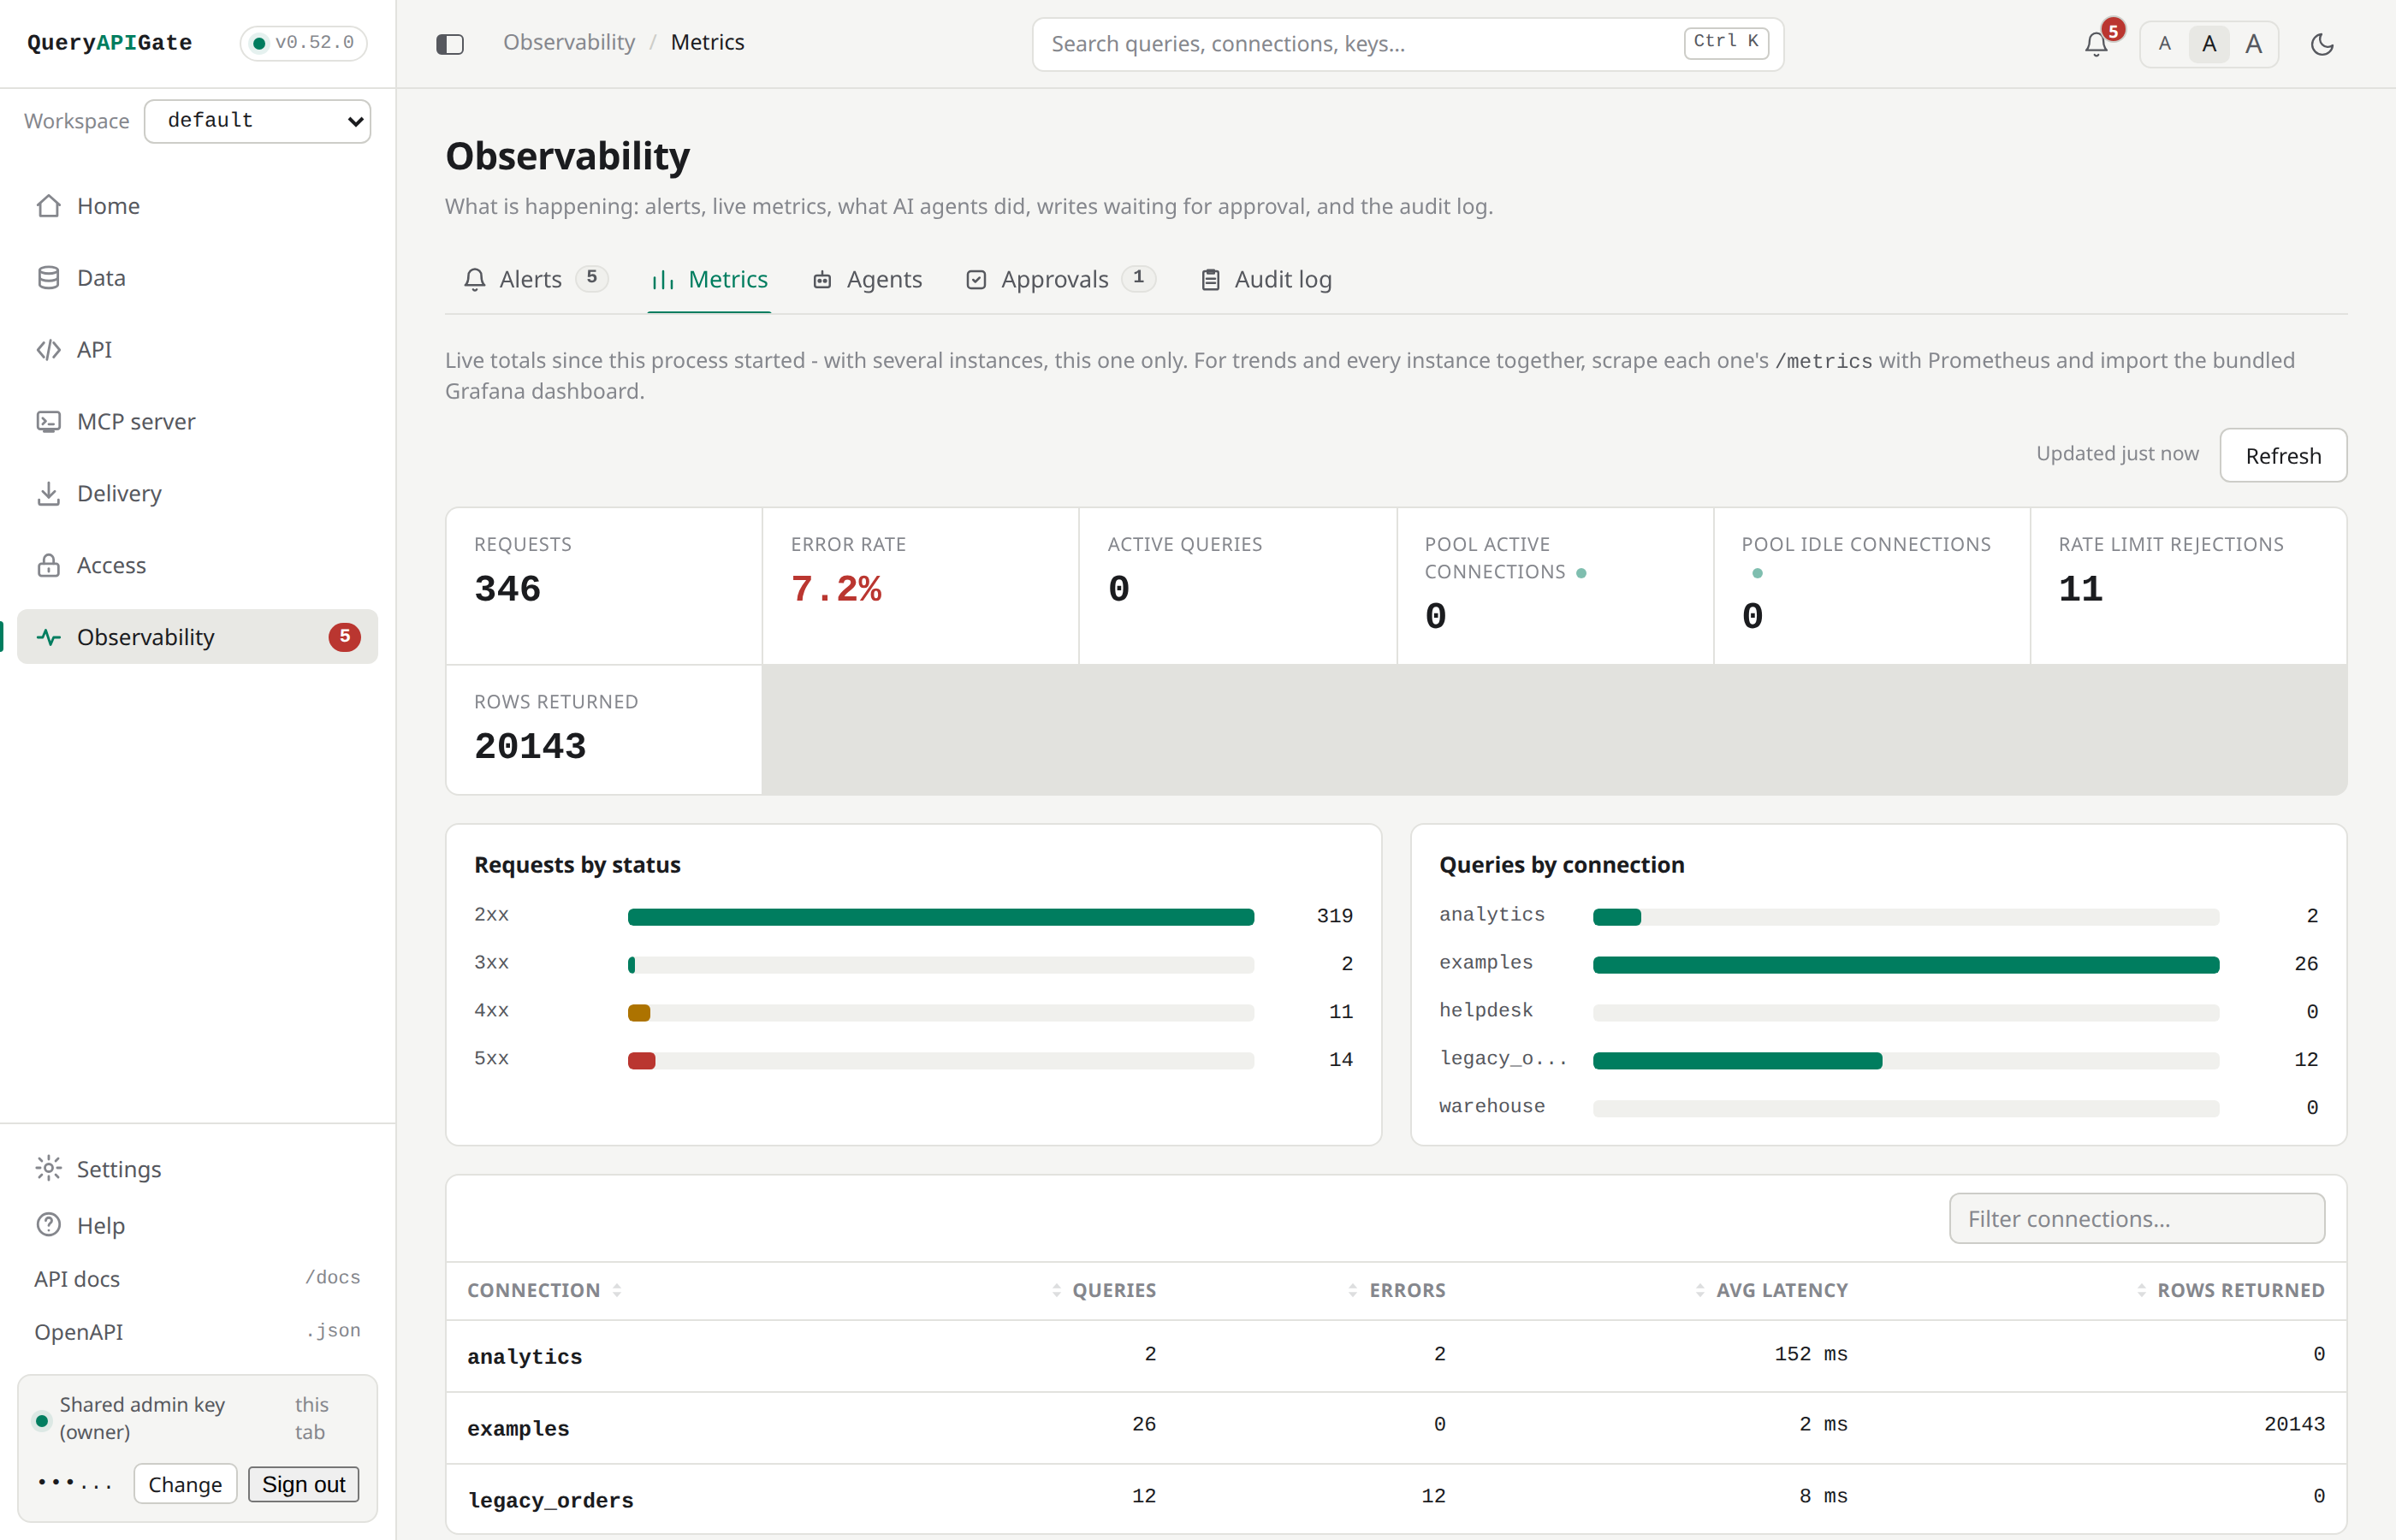 QueryAPIGate
v0.52.0
Observability / Metrics
Search queries, connections, keys...
Ctrl K
5
A A A
Workspace
default
Home
Data
API
MCP server
Delivery
Access
Observability 5
Settings
Help
API docs /docs
OpenAPI .json
Shared admin key (owner)
this tab
•••...
Change
Sign out
Observability
What is happening: alerts, live metrics, what AI agents did, writes waiting for approval, and the audit log.
Alerts 5
Metrics
Agents
Approvals 1
Audit log
Live totals since this process started - with several instances, this one only. For trends and every instance together, scrape each one's /metrics with Prometheus and import the bundled
Grafana dashboard.
Updated just now
Refresh
REQUESTS
346
ERROR RATE
7.2%
ACTIVE QUERIES
0
POOL ACTIVE
CONNECTIONS
0
POOL IDLE CONNECTIONS
0
RATE LIMIT REJECTIONS
11
ROWS RETURNED
20143
Requests by status
2xx 319
3xx 2
4xx 11
5xx 14
Queries by connection
analytics 2
examples 26
helpdesk 0
legacy_o... 12
warehouse 0
Filter connections...
CONNECTION QUERIES ERRORS AVG LATENCY ROWS RETURNED
analytics 2 2 152 ms 0
examples 26 0 2 ms 20143
legacy_orders 12 12 8 ms 0